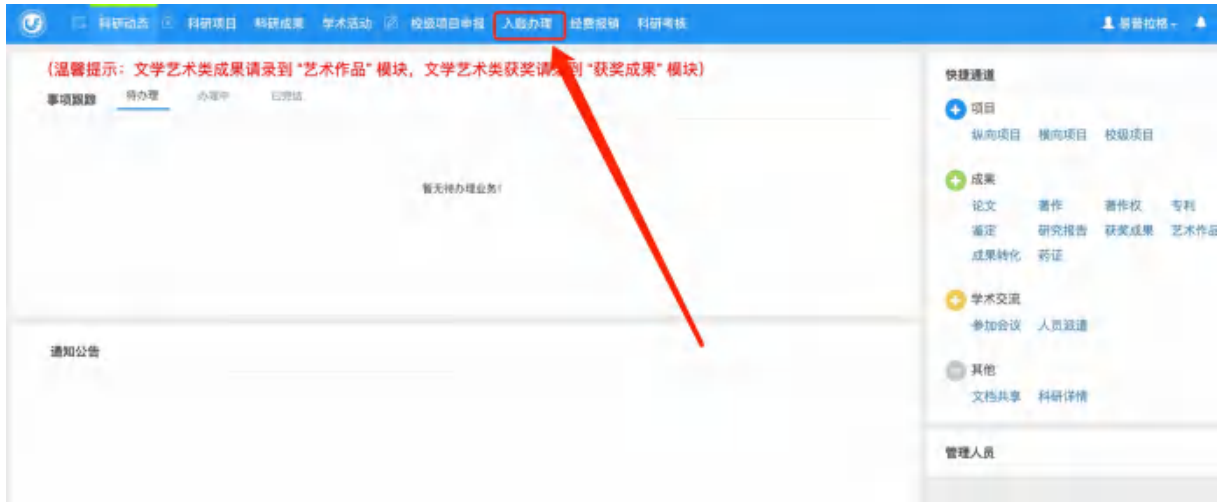 科研动态 科研项目 科研成果 学术活动 校级项目申报 入账办理 经费报销 科研考核 易普拉格
(温馨提示：文学艺术类成果请录到“艺术作品”模块，文学艺术类获奖请录到“获奖成果”模块)
事项跟踪 待办理 办理中 已完结
暂无待办理业务!
通知公告
快捷通道
项目
纵向项目 横向项目 校级项目
成果
论文 著作 著作权 专利
鉴定 研究报告 获奖成果 艺术作品
成果转化 药证
学术交流
参加会议 人员派遣
其他
文档共享 科研详情
管理人员